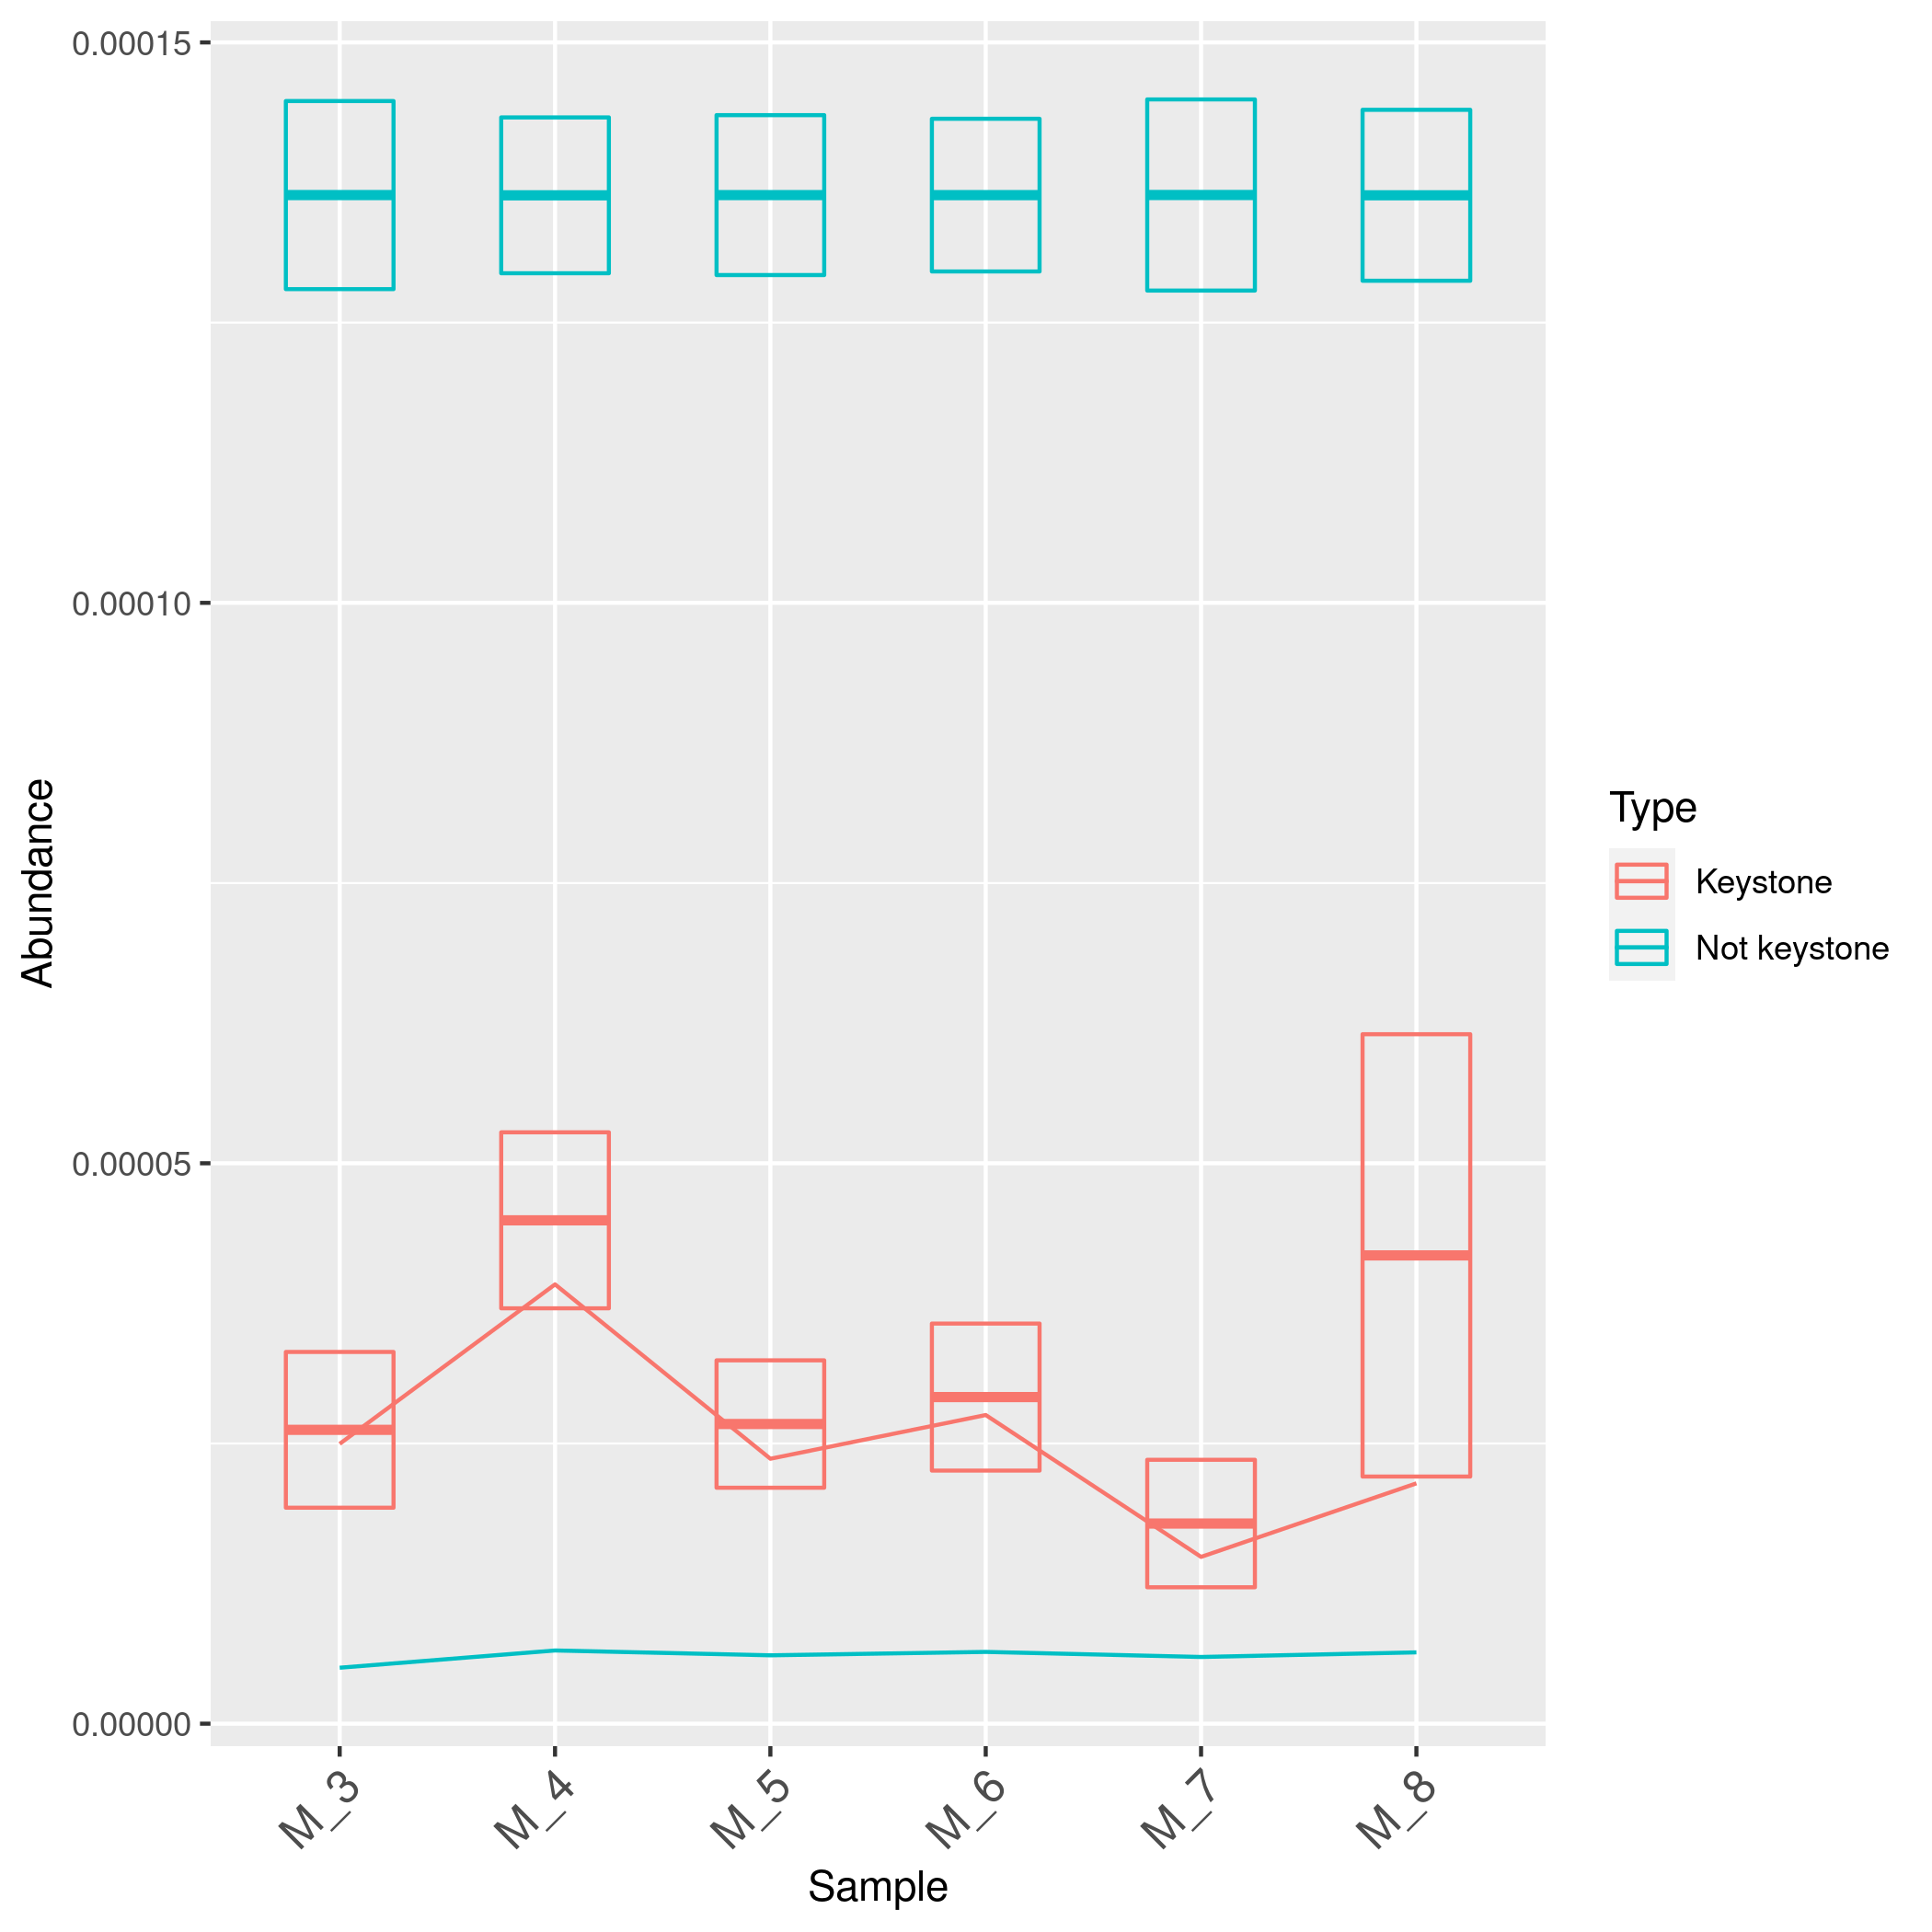 0.00015
0.00010
0.00005
0.00000
Abundance
M_3
M_4
M_5
M_6
M_7
M_8
Sample
Type
Keystone
Not keystone